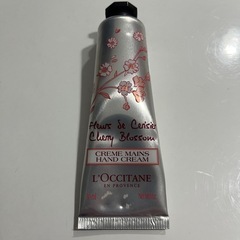 Fleurs de Cerisier
Cherry Blossom
CRÈME MAINS
HAND CREAM
L'OCCITANE
EN PROVENCE